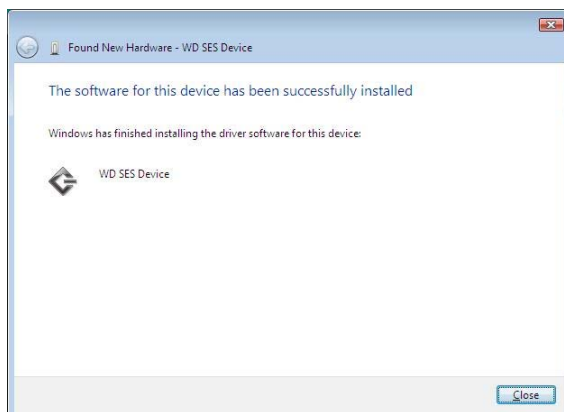 Found New Hardware - WD SES Device
The software for this device has been successfully installed
Windows has finished installing the driver software for this device:
WD SES Device
Close